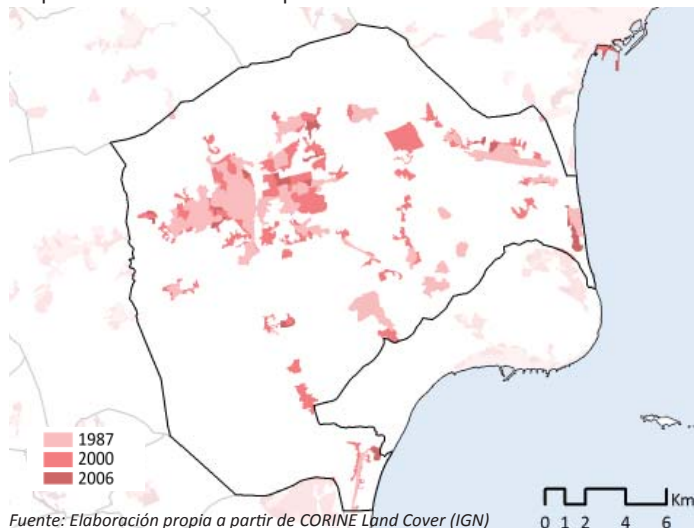 1987
2000
2006
Km
0 1 2 4 6
Fuente: Elaboración propia a partir de CORINE Land Cover (IGN)